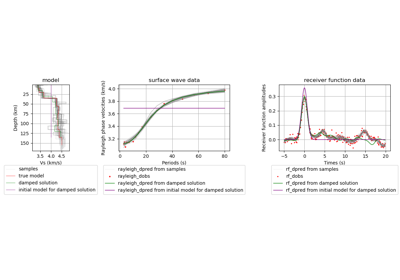 model
surface wave data
receiver function data
Depth (km)
25
50
75
100
125
150
3.5 4.0 4.5
Vs (km/s)
Rayleigh phase velocities (km/s)
4.0
3.8
3.6
3.4
3.2
0 20 40 60 80
Periods (s)
Receiver function amplitudes
0.3
0.2
0.1
0.0
−5 0 5 10 15 20
Times (s)
samples
true model
damped solution
initial model for damped solution
rayleigh_dpred from samples
rayleigh_dobs
rayleigh_dpred from damped solution
rayleigh_dpred from initial model for damped solution
rf_dpred from samples
rf_dobs
rf_dpred from damped solution
rf_dpred from initial model for damped solution